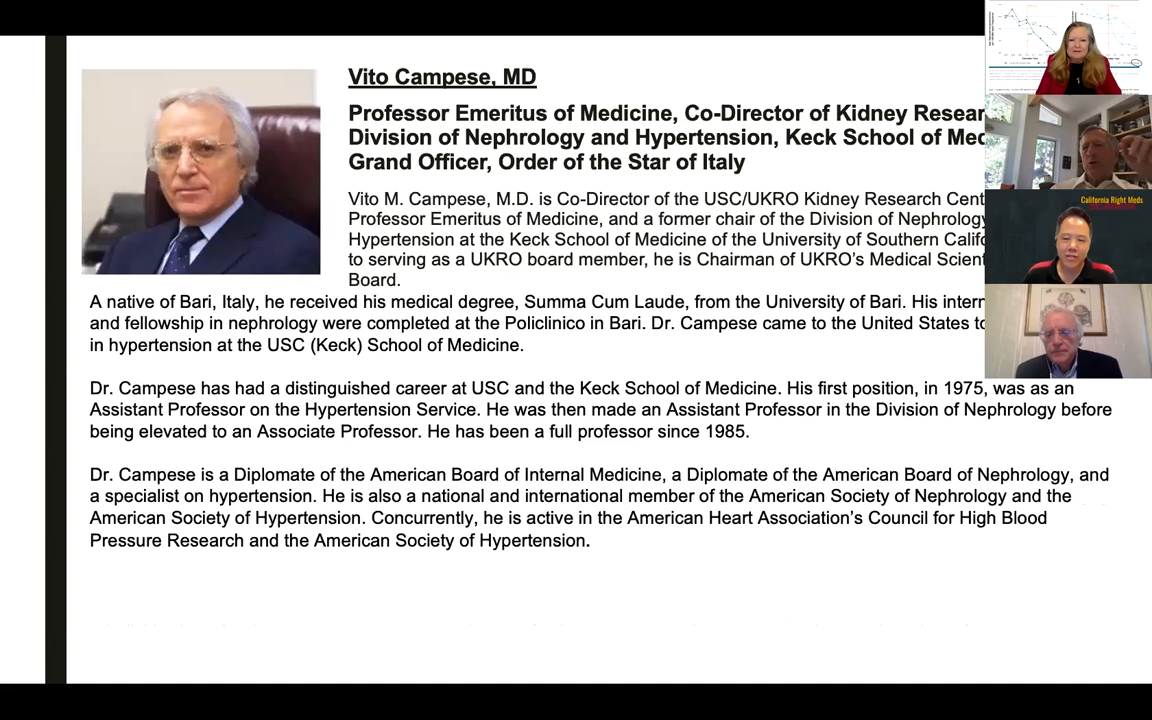 Vito Campese, MD
Professor Emeritus of Medicine, Co-Director of Kidney
Division of Nephrology and Hypertension, Keck School of
Grand Officer, Order of the Star of Italy
Vito M. Campese, M.D. is Co-Director of the USC/UKRO Kidney Research
Professor Emeritus of Medicine, and a former chair of the Division of Nephrology
Hypertension at the Keck School of Medicine of the University of Southern
to serving as a UKRO board member, he is Chairman of UKRO's Medical
Board.
A native of Bari, Italy, he received his medical degree, Summa Cum Laude, from the University of Bari. His
and fellowship in nephrology were completed at the Policlinico in Bari. Dr. Campese came to the United States
in hypertension at the USC (Keck) School of Medicine.
Dr. Campese has had a distinguished career at USC and the Keck School of Medicine. His first position, in 1975, was as an
Assistant Professor on the Hypertension Service. He was then made an Assistant Professor in the Division of Nephrology before
being elevated to an Associate Professor. He has been a full professor since 1985.
Dr. Campese is a Diplomate of the American Board of Internal Medicine, a Diplomate of the American Board of Nephrology, and
a specialist on hypertension. He is also a national and international member of the American Society of Nephrology and the
American Society of Hypertension. Concurrently, he is active in the American Heart Association's Council for High Blood
Pressure Research and the American Society of Hypertension.
California Right Meds